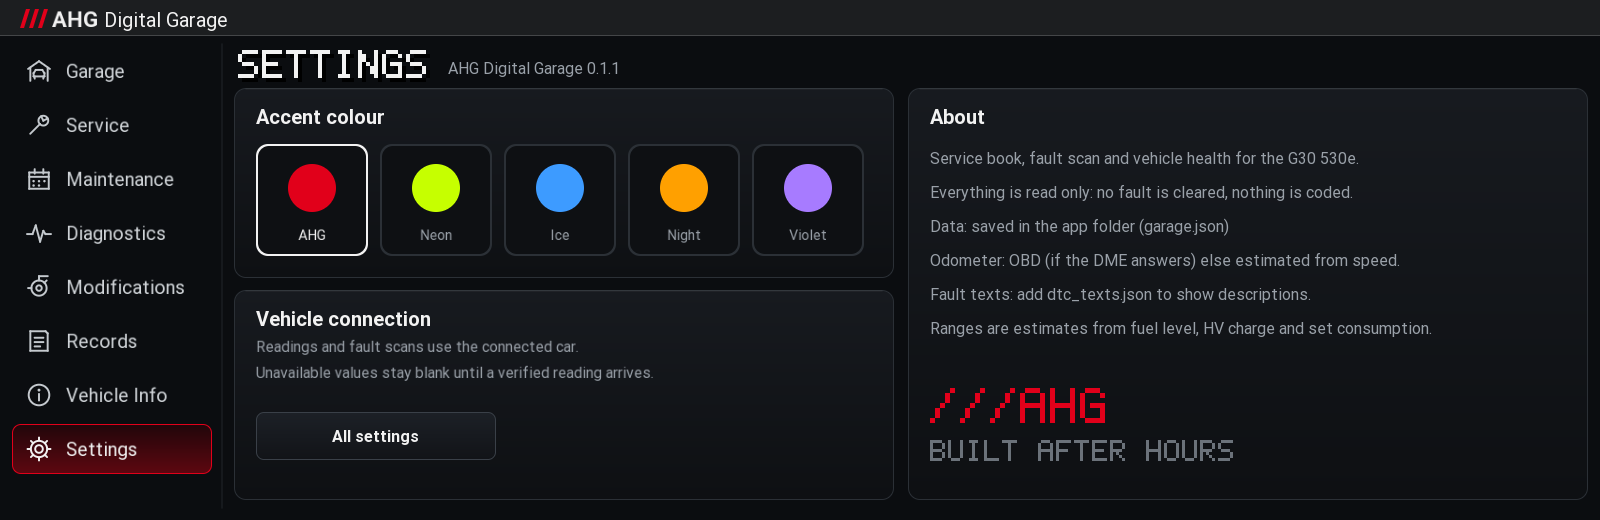 ///AHG Digital Garage
Garage
Service
Maintenance
Diagnostics
Modifications
Records
Vehicle Info
Settings
SETTINGS
AHG Digital Garage 0.1.1
Accent colour
AHG
Neon
Ice
Night
Violet
Vehicle connection
Readings and fault scans use the connected car.
Unavailable values stay blank until a verified reading arrives.
All settings
About
Service book, fault scan and vehicle health for the G30 530e.
Everything is read only: no fault is cleared, nothing is coded.
Data: saved in the app folder (garage.json)
Odometer: OBD (if the DME answers) else estimated from speed.
Fault texts: add dtc_texts.json to show descriptions.
Ranges are estimates from fuel level, HV charge and set consumption.
///AHG
BUILT AFTER HOURS